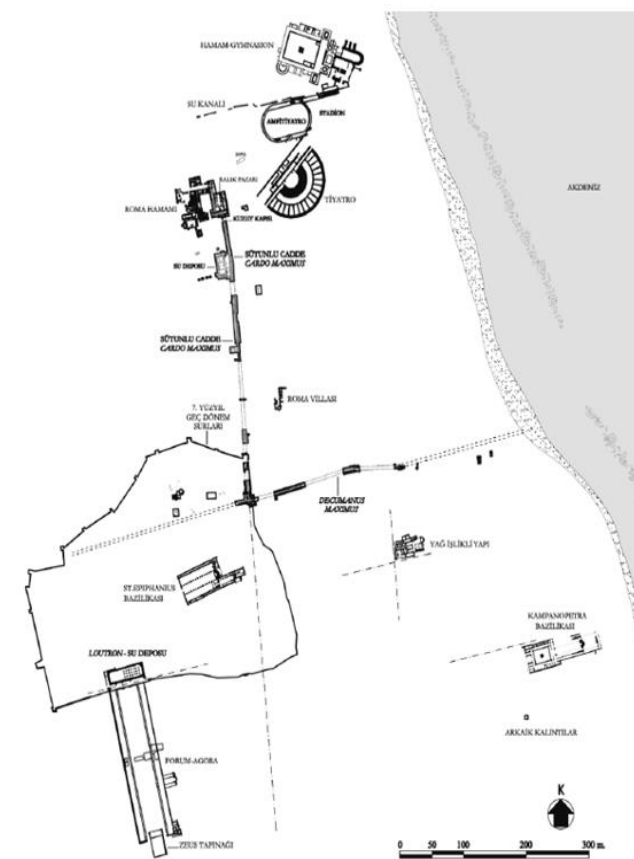 HAMAM-GYMNASION
SU KANALI
STADION
AMFİTİYATRO
BALIK PAZARI
TİYATRO
ROMA HAMAMI
KUZEY KAPISI
SÜTUNLU CADDE
CARDO MAXIMUS
SU DEPOSU
SÜTUNLU CADDE
CARDO MAXIMUS
ROMA VILLASI
7. YÜZYIL
GEÇ DÖNEM
SURLARI
DECUMANUS
MAXIMUS
YAĞ İŞLİKLİ YAPI
ST.EPIPHANIUS
BAZİLİKASI
KAMPANOPETRA
BAZİLİKASI
LOUTRON - SU DEPOSU
ARKAİK KALINTILAR
FORUM-AGORA
ZEUS TAPINAĞI
AKDENİZ
K
0 50 100 200 300 m.